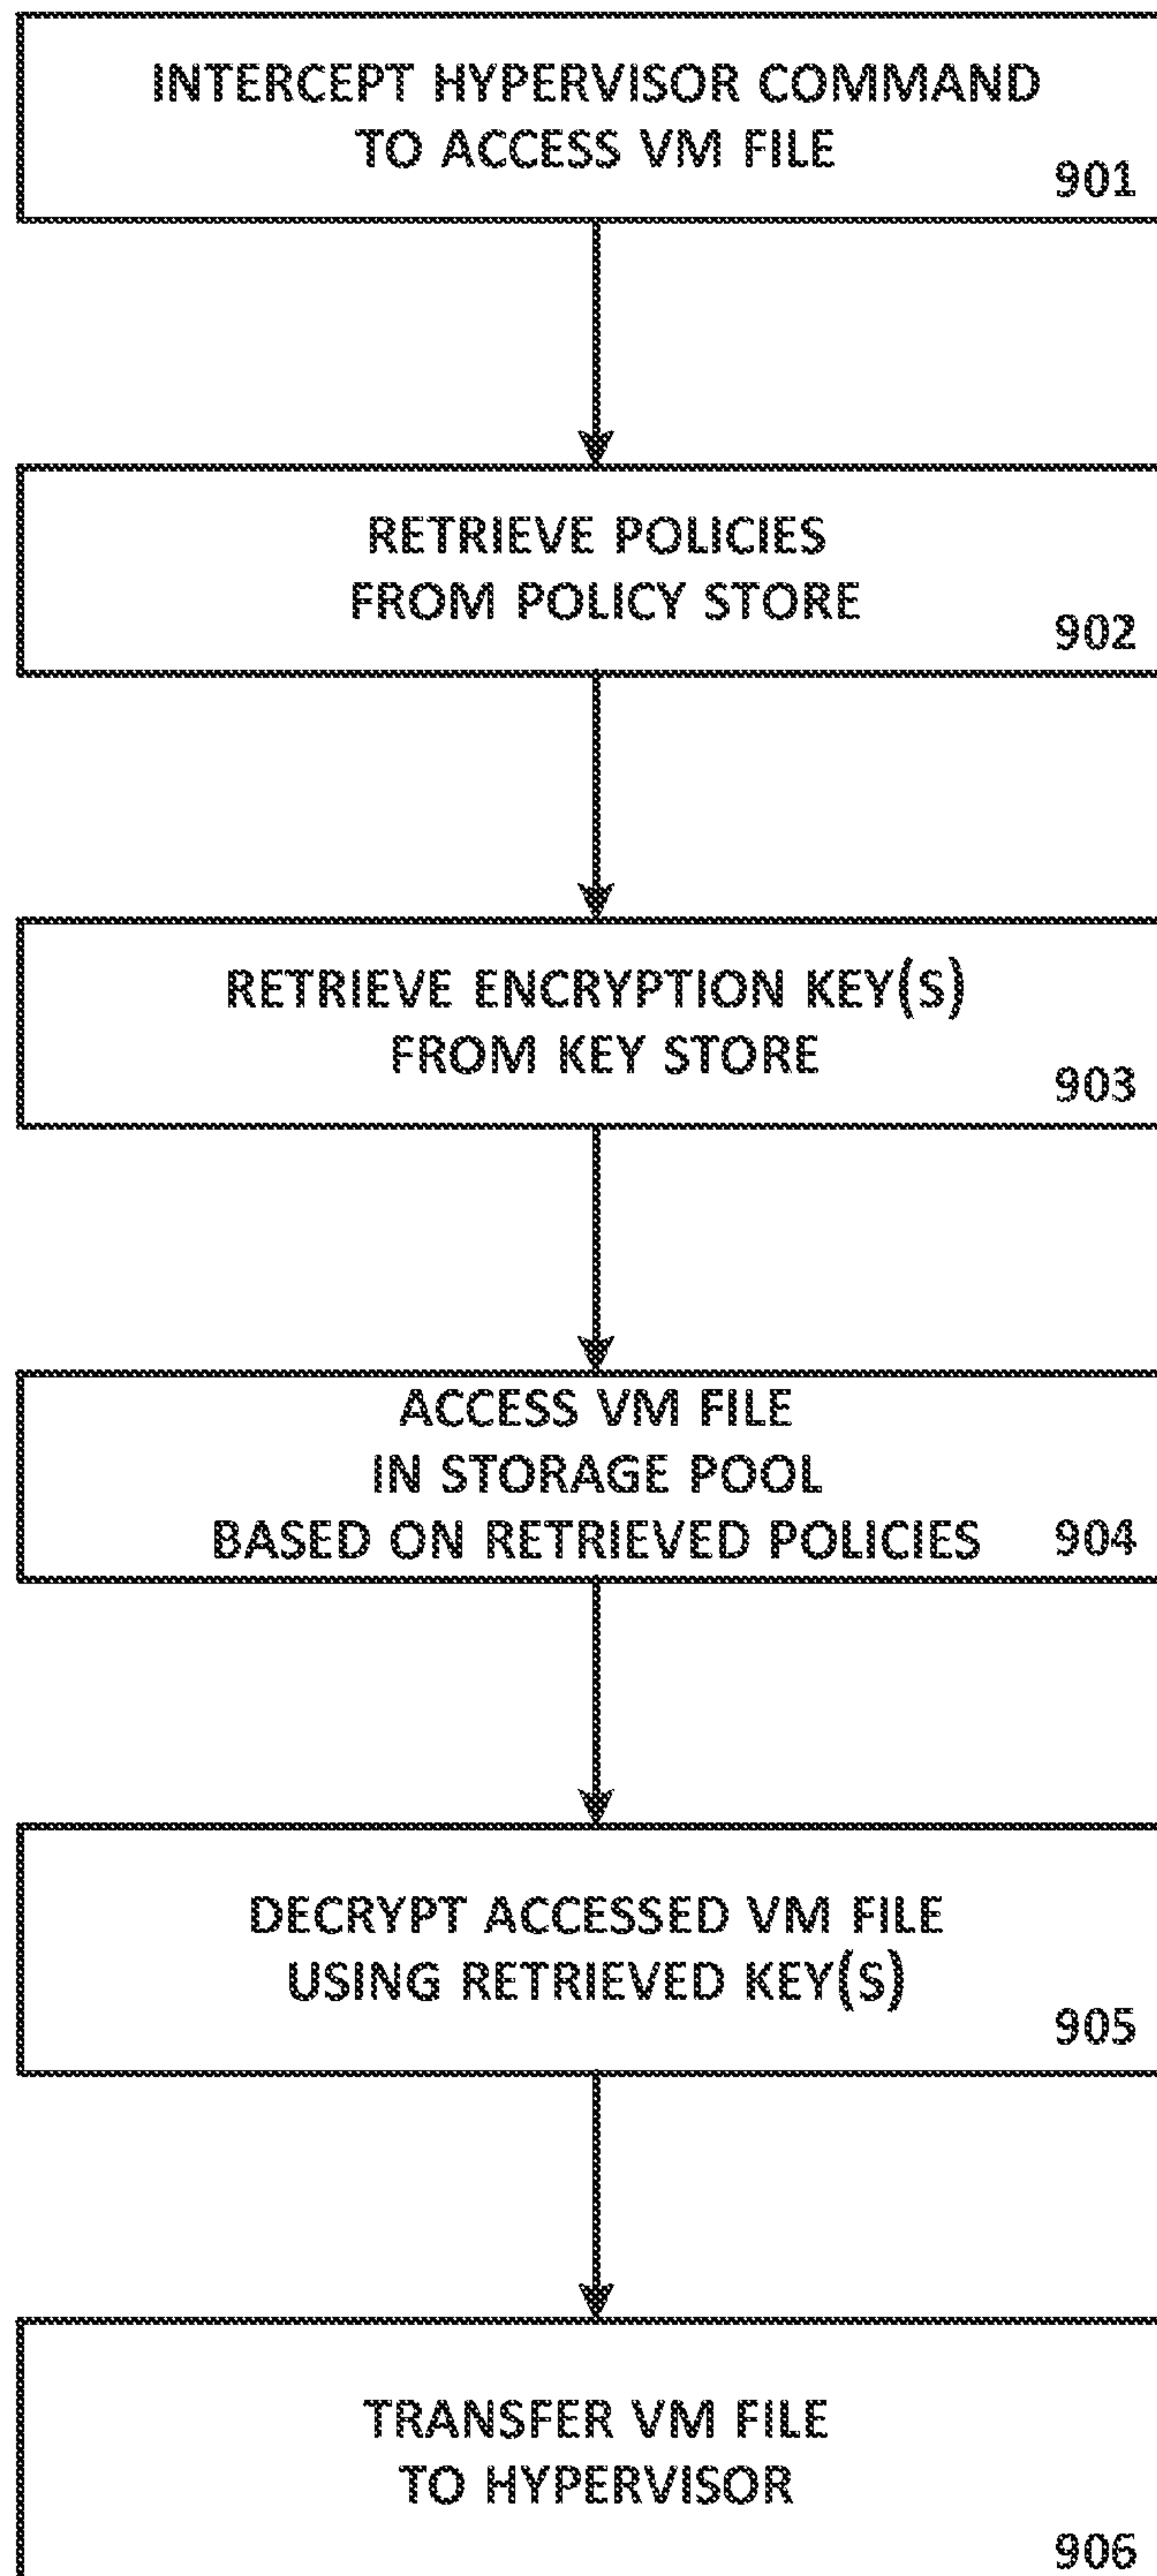 INTERCEPT HYPERVISOR COMMAND
TO ACCESS VM FILE
901
RETRIEVE POLICIES
FROM POLICY STORE
902
RETRIEVE ENCRYPTION KEY(S)
FROM KEY STORE
903
ACCESS VM FILE
IN STORAGE POOL
BASED ON RETRIEVED POLICIES 904
DECRYPT ACCESSED VM FILE
USING RETRIEVED KEY(S)
905
TRANSFER VM FILE
TO HYPERVISOR
906